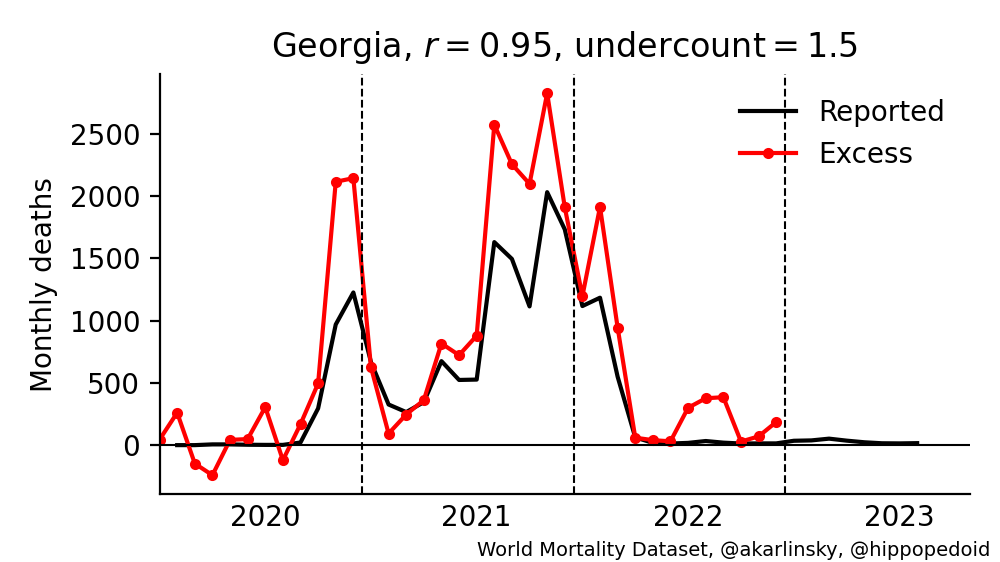 Georgia, r = 0.95, undercount = 1.5
Reported
Excess
Monthly deaths
2500
2000
1500
1000
500
0
2020 2021 2022 2023
World Mortality Dataset, @akarlinsky, @hippopedoid